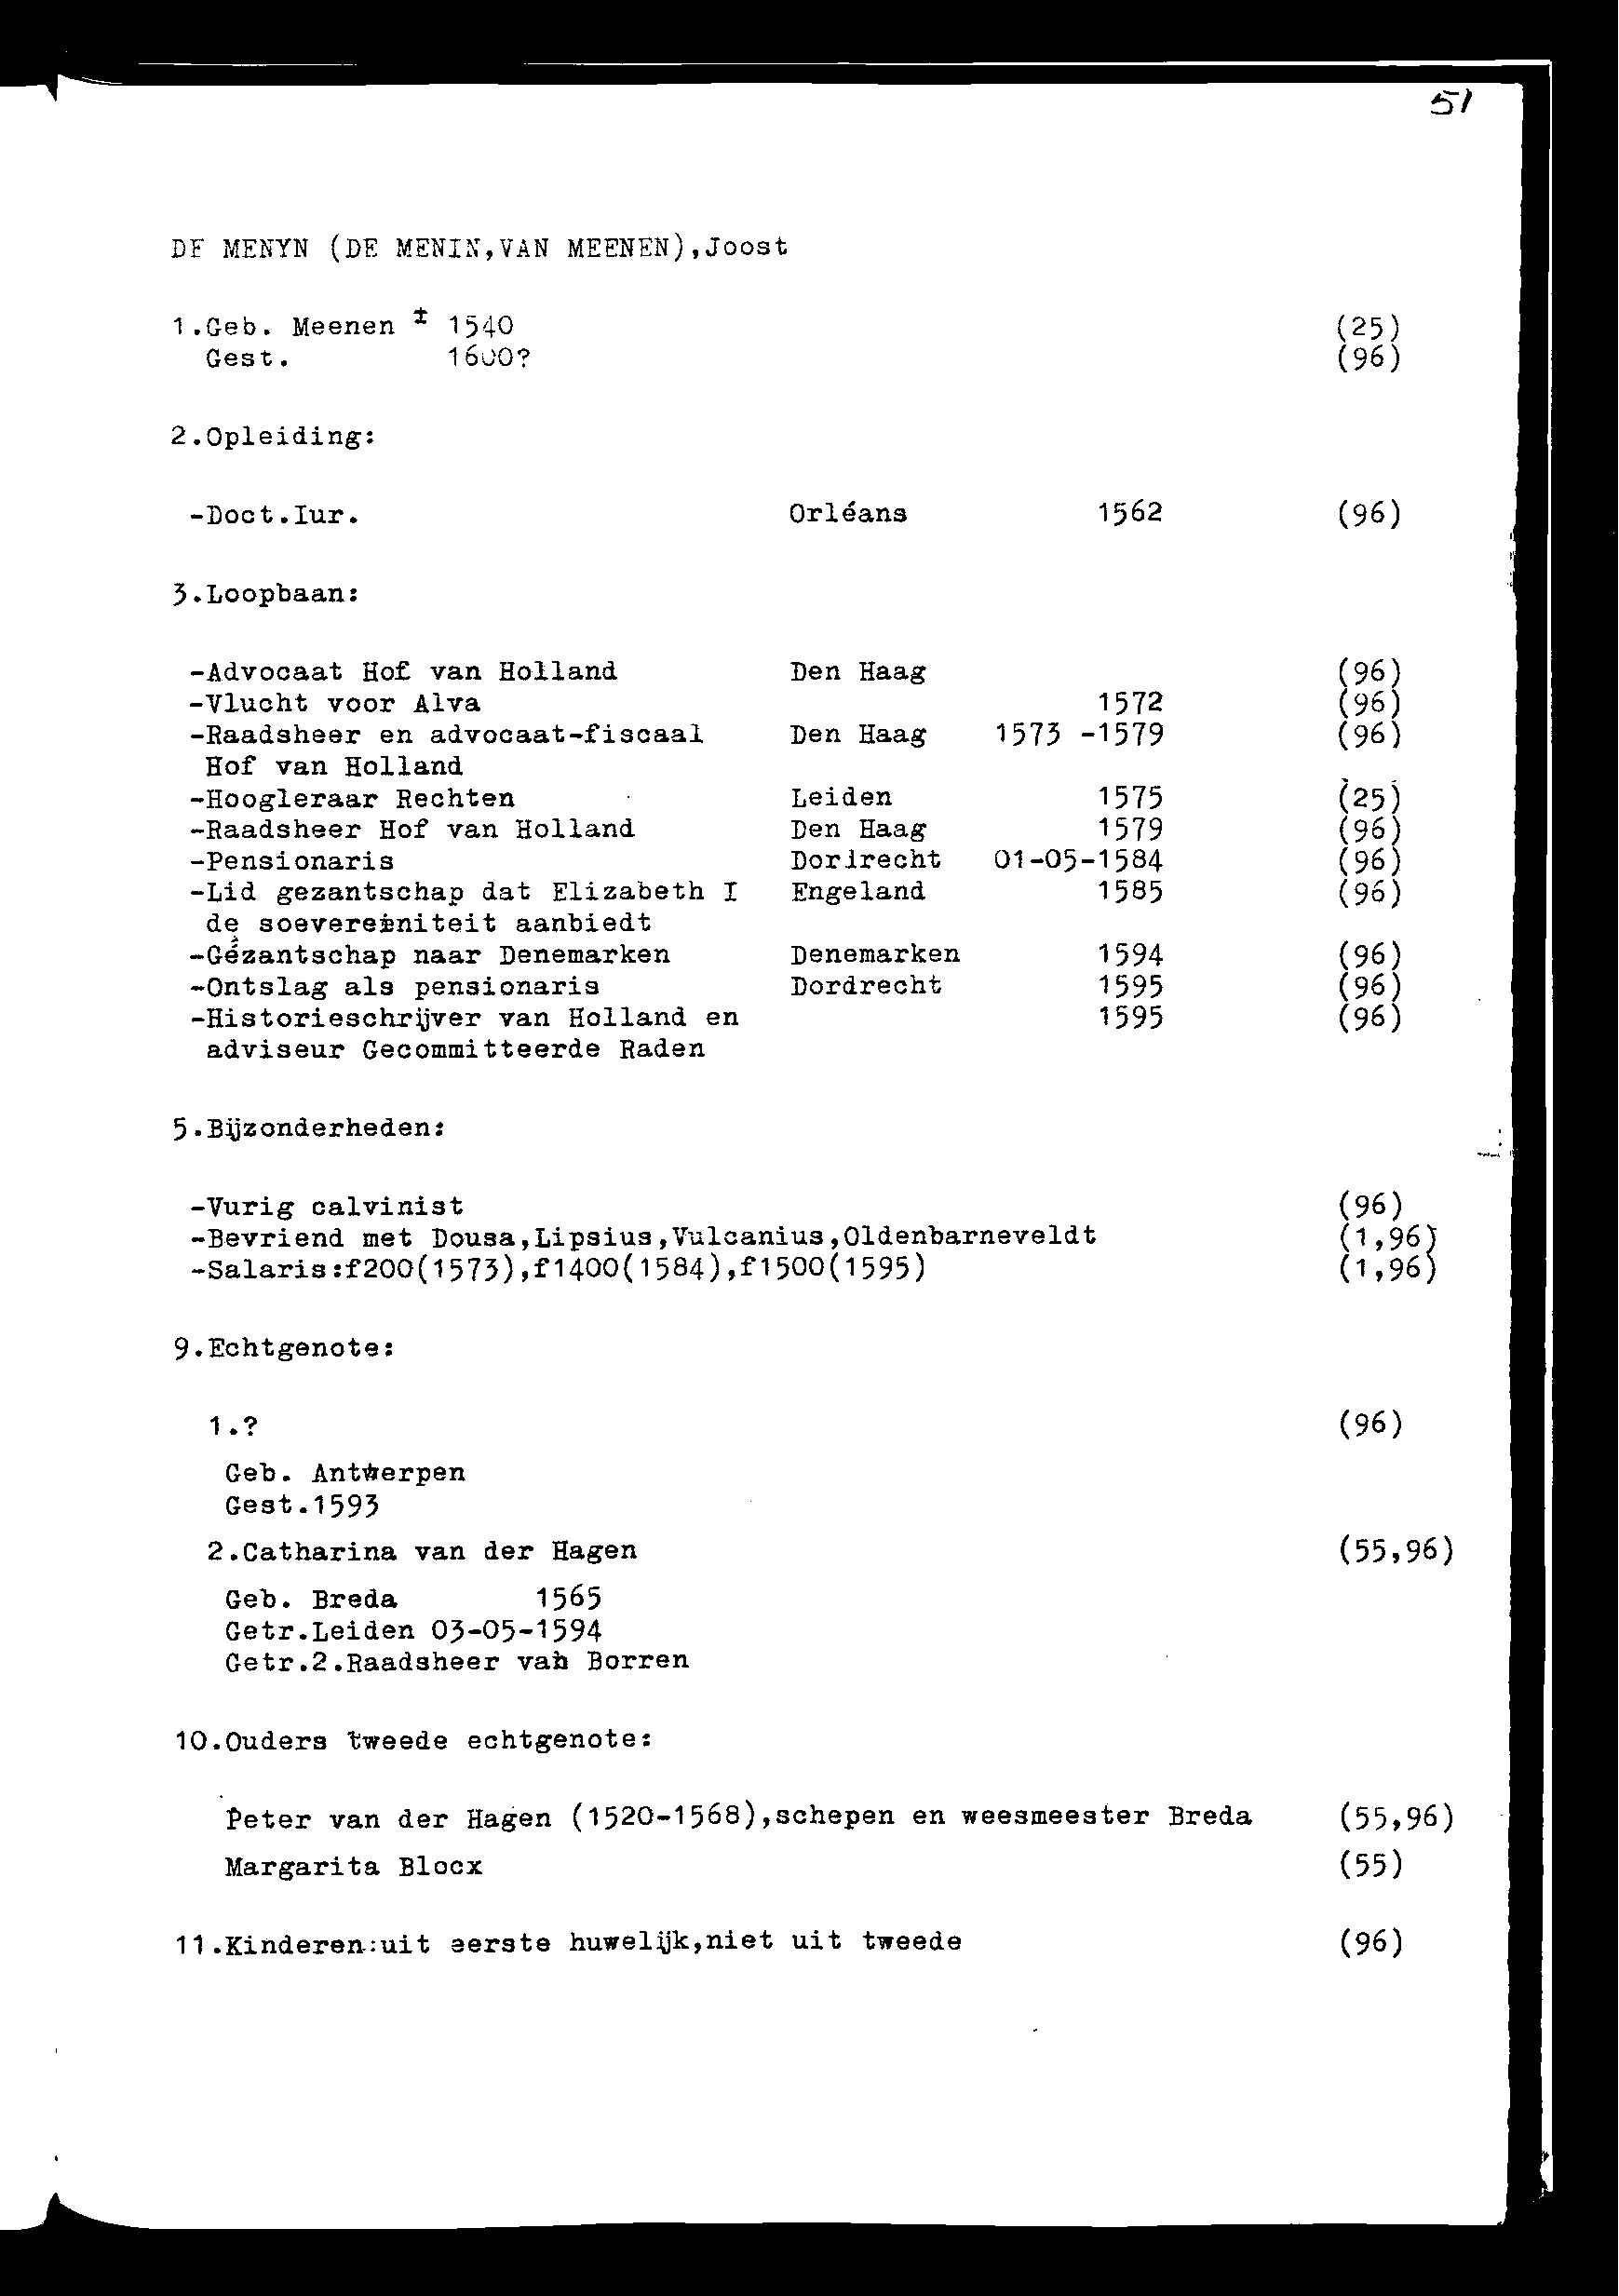 51
DE MENYN (DE MENIN,VAN MEENEN),Joost
1.Geb. Meenen ± 1540 (25)
Gest. 1600? (96)
2.Opleiding:
-Doct.Iur. Orléans 1562 (96)
3.Loopbaan:
-Advocaat Hof van Holland Den Haag (96)
-Vlucht voor Alva 1572 (96)
-Raadsheer en advocaat-fiscaal Den Haag 1573 -1579 (96)
Hof van Holland
-Hoogleraar Rechten Leiden 1575 (25)
-Raadsheer Hof van Holland Den Haag 1579 (96)
-Pensionaris Dordrecht 01-05-1584 (96)
-Lid gezantschap dat Elizabeth I Engeland 1585 (96)
de soevereiniteit aanbiedt
-Gezantschap naar Denemarken Denemarken 1594 (96)
-Ontslag als pensionaris Dordrecht 1595 (96)
-Historieschrijver van Holland en 1595 (96)
adviseur Gecommitteerde Raden
5.Bijzonderheden:
-Vurig calvinist (96)
-Bevriend met Dousa,Lipsius,Vulcanius,Oldenbarneveldt (1,96)
-Salaris:f200(1573),f1400(1584),f1500(1595) (1,96)
9.Echtgenote:
1.? (96)
Geb. Antwerpen
Gest.1593
2.Catharina van der Hagen (55,96)
Geb. Breda 1565
Getr.Leiden 03-05-1594
Getr.2.Raadsheer van Borren
10.Ouders tweede echtgenote:
Peter van der Hagen (1520-1568),schepen en weesmeester Breda (55,96)
Margarita Blocx (55)
11.Kinderen:uit eerste huwelijk,niet uit tweede (96)